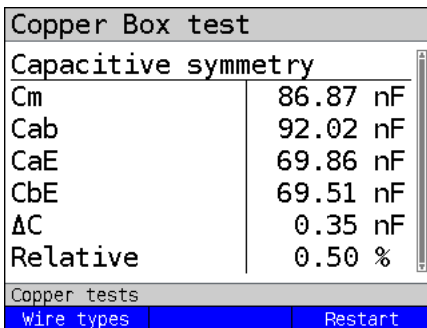 Copper Box test
Capacitive symmetry
Cm 86.87 nF
Cab 92.02 nF
CaE 69.86 nF
CbE 69.51 nF
ΔC 0.35 nF
Relative 0.50 %
Copper tests
Wire types Restart